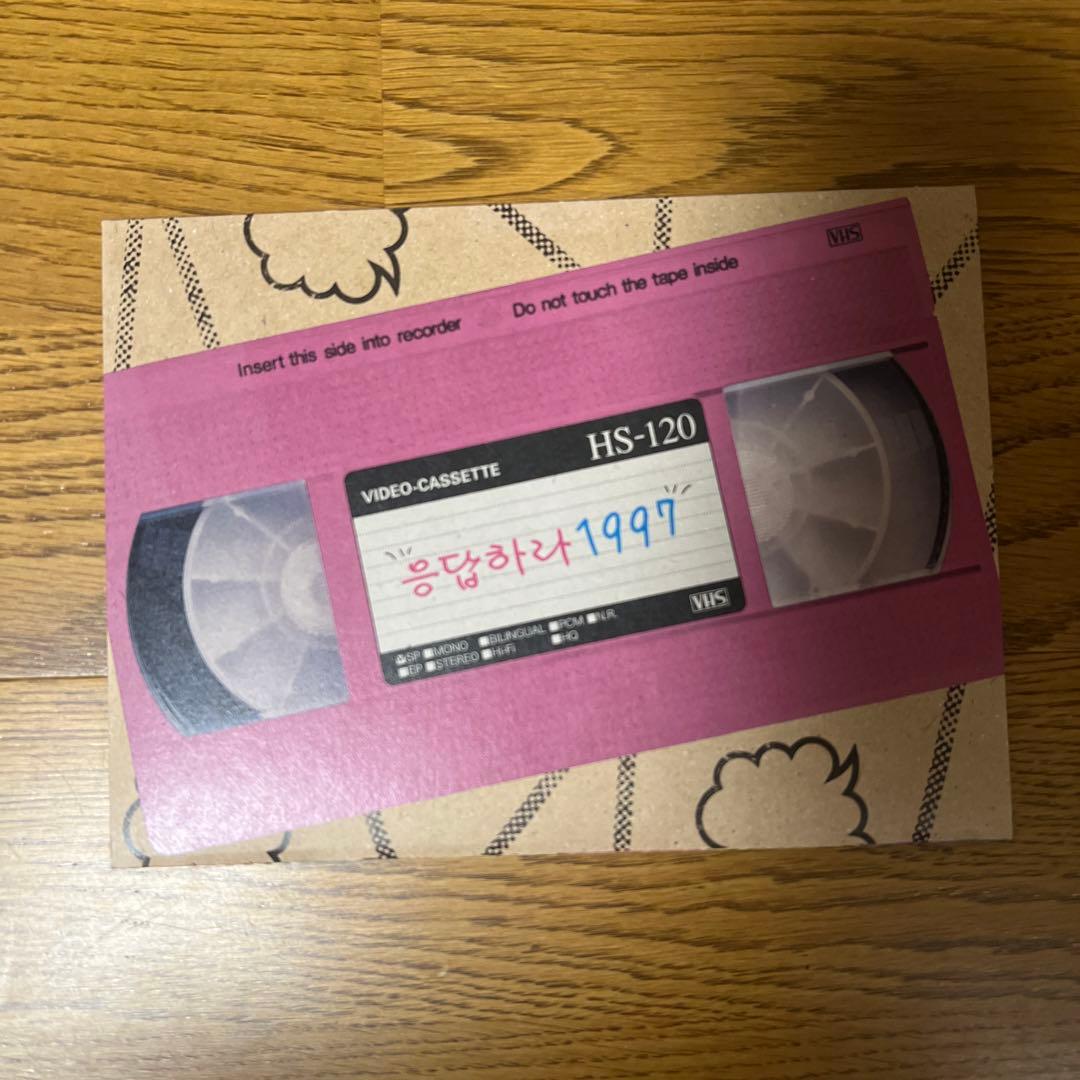 VHS
Insert this side into recorder Do not touch the tape inside
VIDEO-CASSETTE HS-120
응답하라1997
SP MONO BILINGUAL PCM N.R.
EP STEREO Hi-Fi HQ
VHS